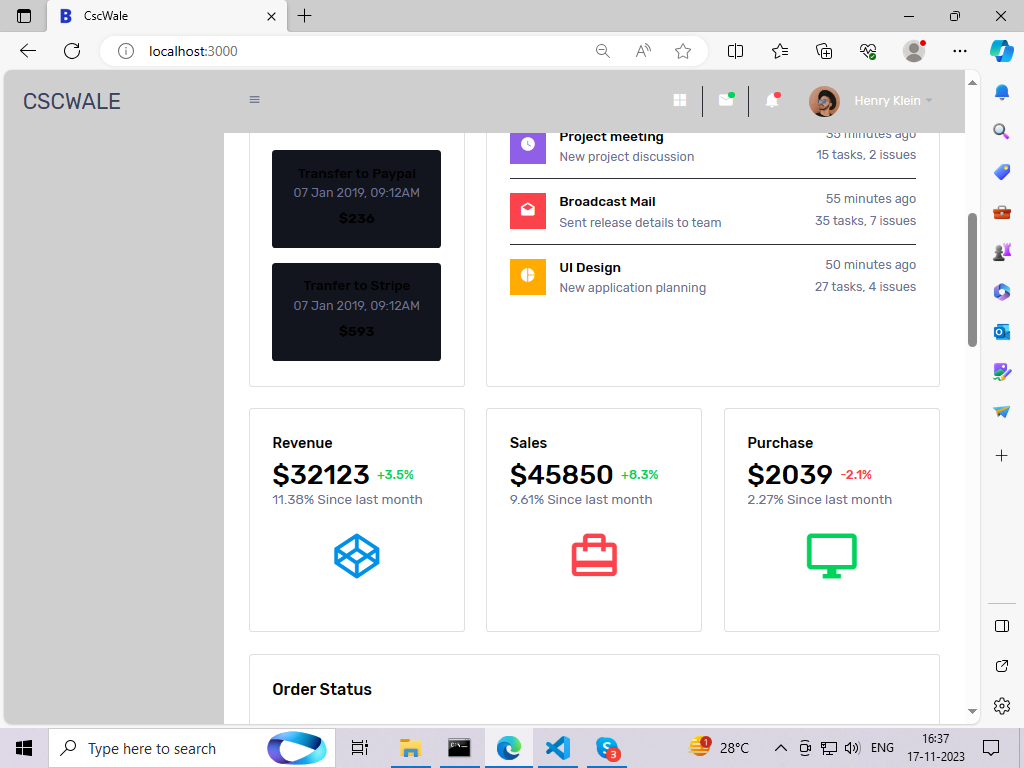 CscWale
localhost:3000
CSCWALE
Henry Klein
Transfer to Paypal
07 Jan 2019, 09:12AM
$236
Tranfer to Stripe
07 Jan 2019, 09:12AM
$593
Project meeting
35 minutes ago
New project discussion
15 tasks, 2 issues
Broadcast Mail
55 minutes ago
Sent release details to team
35 tasks, 7 issues
UI Design
50 minutes ago
New application planning
27 tasks, 4 issues
Revenue
$32123 +3.5%
11.38% Since last month
Sales
$45850 +8.3%
9.61% Since last month
Purchase
$2039 -2.1%
2.27% Since last month
Order Status
Type here to search
3
1
28°C
ENG
16:37
17-11-2023